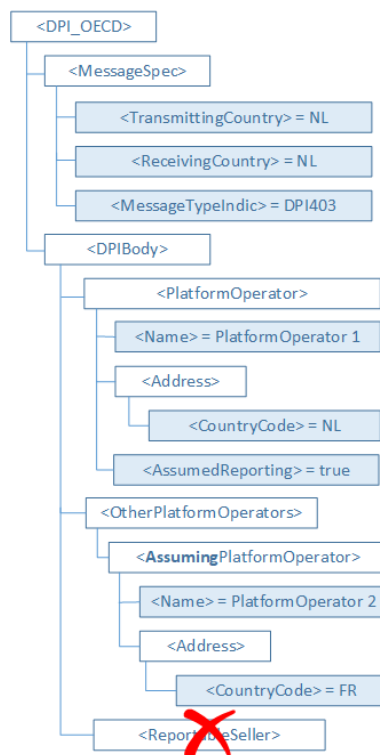 <DPI_OECD>
<MessageSpec>
<TransmittingCountry> = NL
<ReceivingCountry> = NL
<MessageTypeIndic> = DPI403
<DPIBody>
<PlatformOperator>
<Name> = PlatformOperator 1
<Address>
<CountryCode> = NL
<AssumedReporting> = true
<OtherPlatformOperators>
<AssumingPlatformOperator>
<Name> = PlatformOperator 2
<Address>
<CountryCode> = FR
<ReportableSeller>